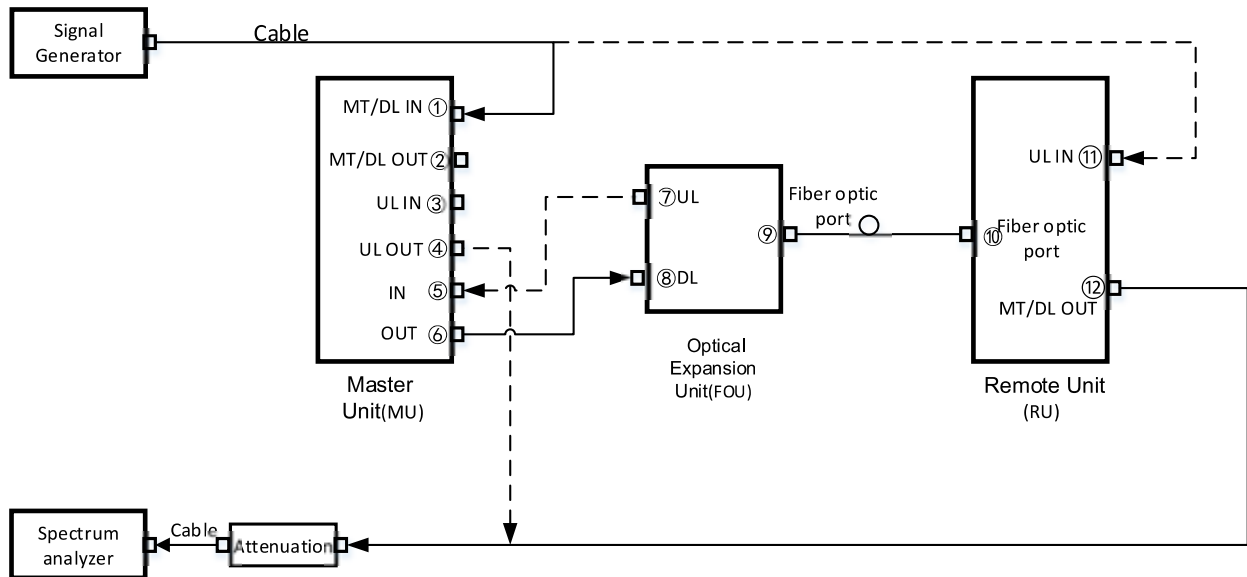 Signal
Generator
Cable
MT/DL IN ①
MT/DL OUT ②
UL IN ③
UL OUT ④
IN ⑤
OUT ⑥
Master
Unit(MU)
⑦UL
⑧DL
⑨
Optical
Expansion
Unit(FOU)
Fiber optic
port
UL IN ⑪
⑩Fiber optic
port
⑫
MT/DL OUT
Remote Unit
(RU)
Spectrum
analyzer
Cable
Attenuation